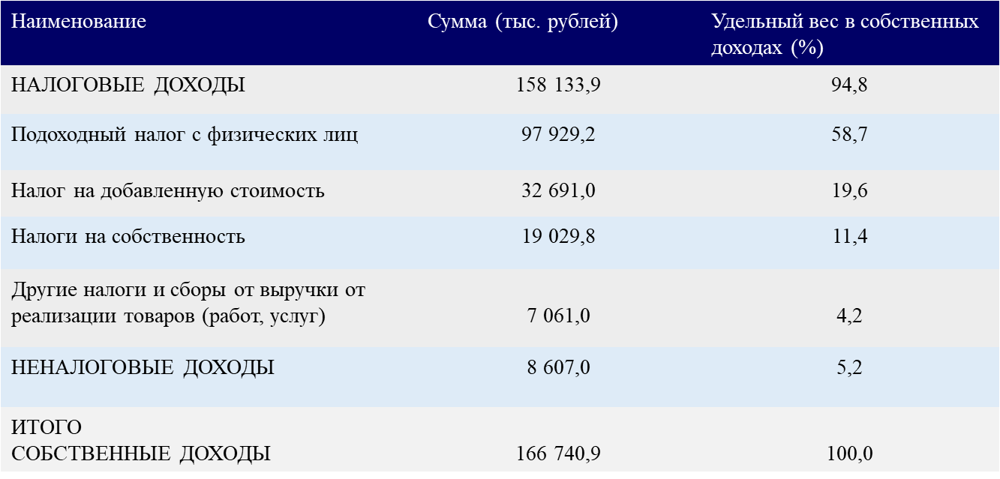 Наименование Сумма (тыс. рублей) Удельный вес в собственных
доходах (%)
НАЛОГОВЫЕ ДОХОДЫ 158 133,9 94,8
Подоходный налог с физических лиц 97 929,2 58,7
Налог на добавленную стоимость 32 691,0 19,6
Налоги на собственность 19 029,8 11,4
Другие налоги и сборы от выручки от
реализации товаров (работ, услуг) 7 061,0 4,2
НЕНАЛОГОВЫЕ ДОХОДЫ 8 607,0 5,2
ИТОГО
СОБСТВЕННЫЕ ДОХОДЫ 166 740,9 100,0